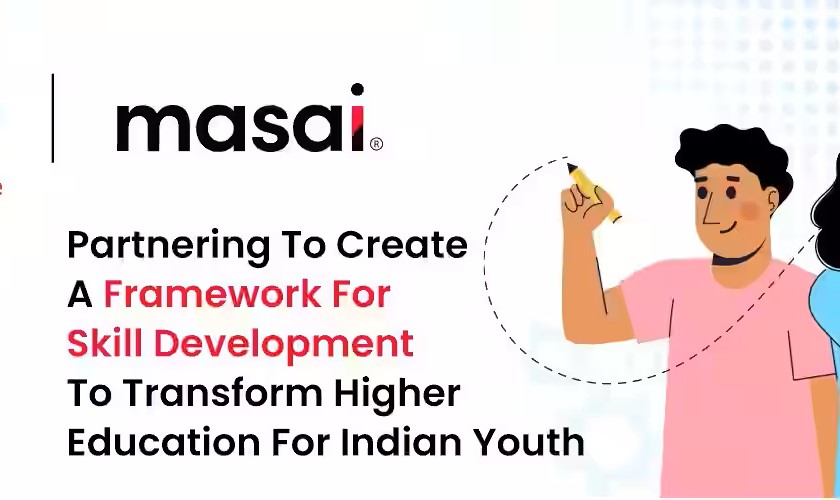 masai®
Partnering To Create
A Framework For
Skill Development
To Transform Higher
Education For Indian Youth